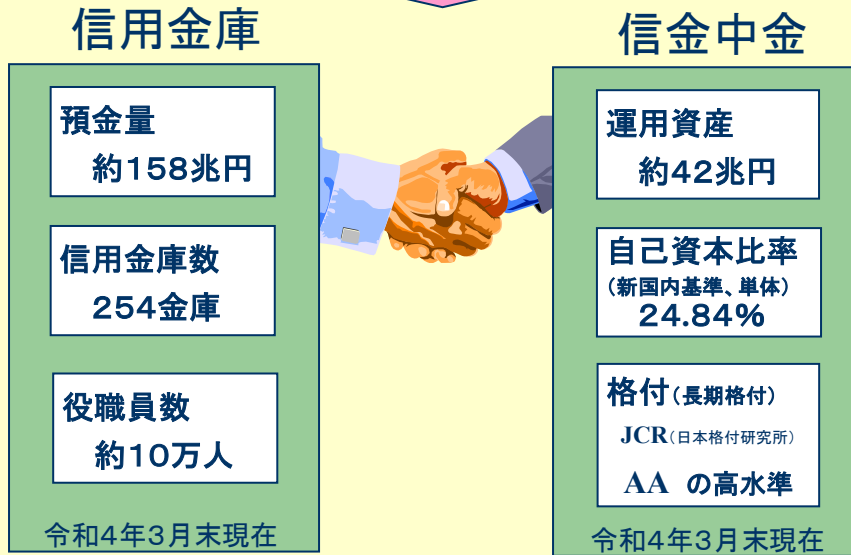 信用金庫
預金量
約158兆円
信用金庫数
254金庫
役職員数
約10万人
令和4年3月末現在
信金中金
運用資産
約42兆円
自己資本比率
(新国内基準、単体)
24.84%
格付(長期格付)
JCR(日本格付研究所)
AA の高水準
令和4年3月末現在